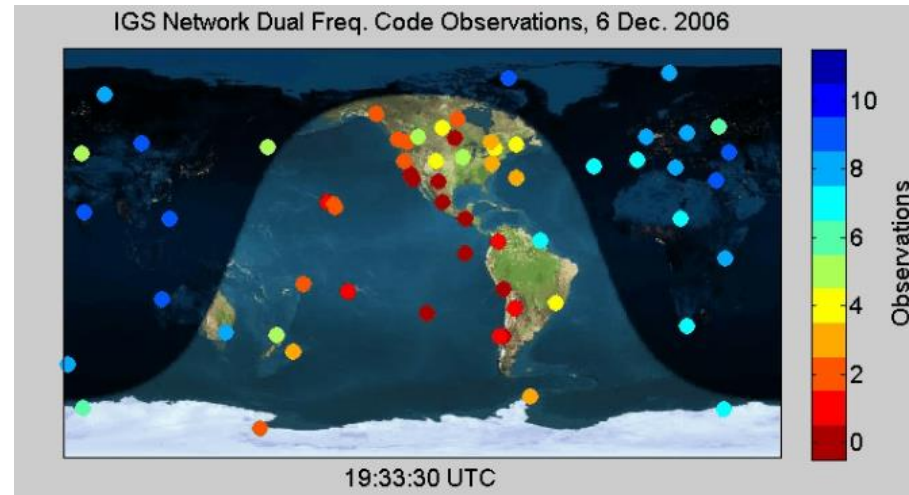 IGS Network Dual Freq. Code Observations, 6 Dec. 2006
10
8
6
4
2
0
Observations
19:33:30 UTC